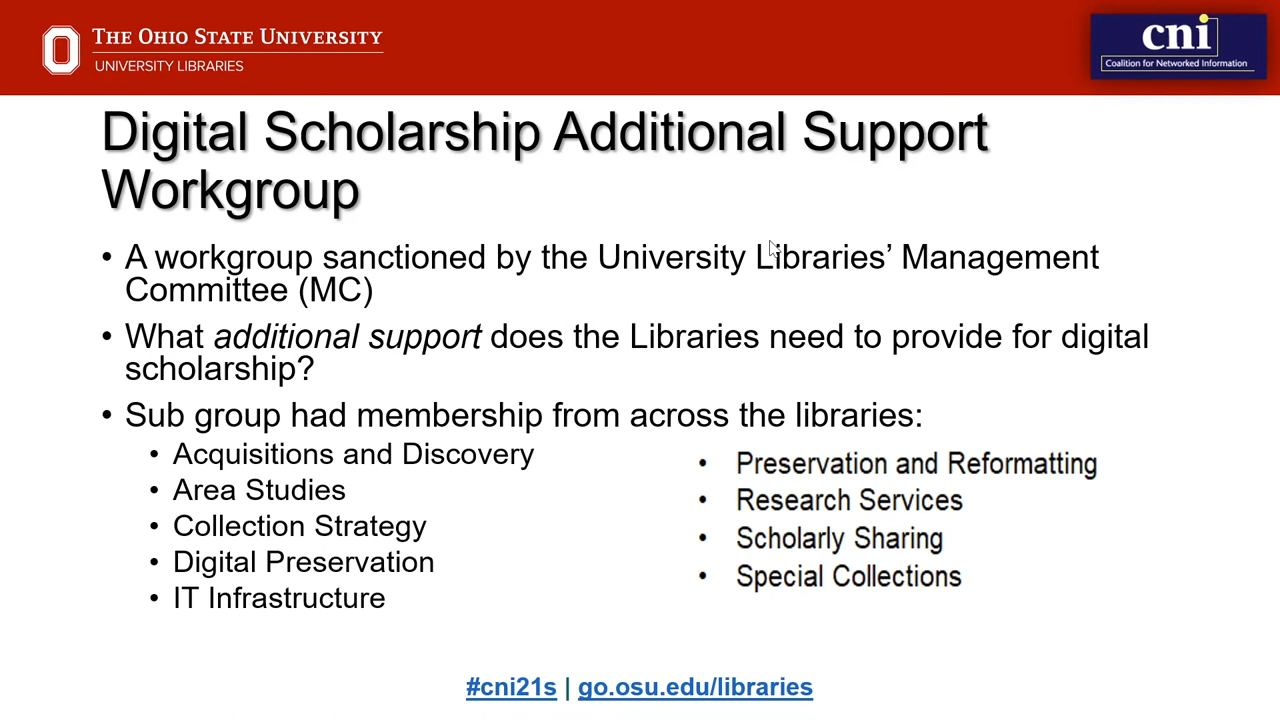 THE OHIO STATE UNIVERSITY
UNIVERSITY LIBRARIES
cni
Coalition for Networked Information
Digital Scholarship Additional Support
Workgroup
• A workgroup sanctioned by the University Libraries’ Management
Committee (MC)
• What additional support does the Libraries need to provide for digital
scholarship?
• Sub group had membership from across the libraries:
• Acquisitions and Discovery
• Area Studies
• Collection Strategy
• Digital Preservation
• IT Infrastructure
• Preservation and Reformatting
• Research Services
• Scholarly Sharing
• Special Collections
#cni21s | go.osu.edu/libraries